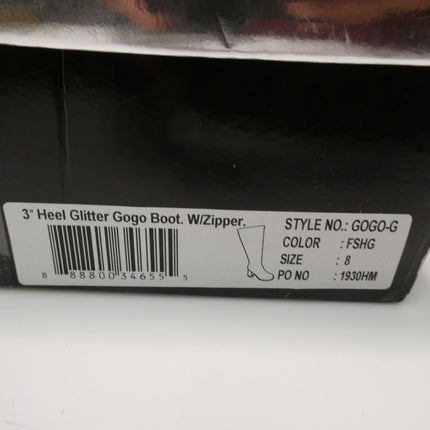 3" Heel Glitter Gogo Boot. W/Zipper.
STYLE NO.: GOGO-G
COLOR : FSHG
SIZE : 8
PO NO : 1930HM
8 88800 34655 5